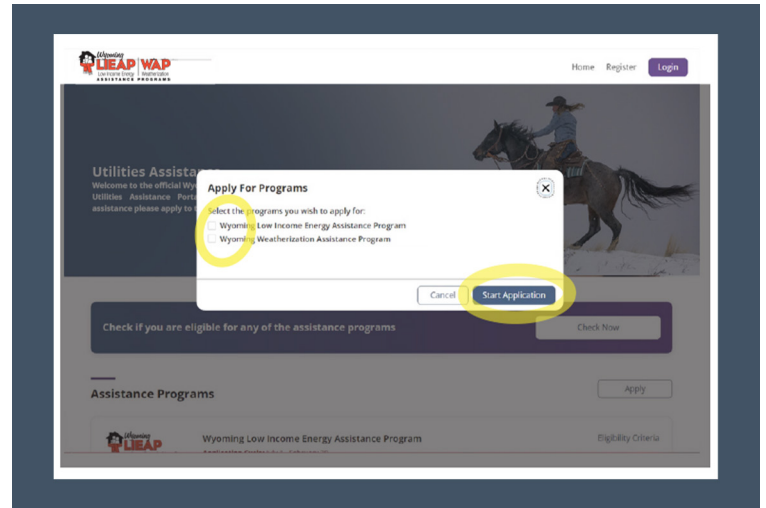 Wyoming
LIEAP WAP
Low Income Energy Weatherization
ASSISTANCE PROGRAMS
Home Register Login
Utilities Assista
Welcome to the official Wy
Utilities Assistance Porta
assistance please apply to t
Apply For Programs
Select the programs you wish to apply for:
Wyoming Low Income Energy Assistance Program
Wyoming Weatherization Assistance Program
Cancel Start Application
Check if you are eligible for any of the assistance programs Check Now
Assistance Programs Apply
Wyoming
LIEAP
Wyoming Low Income Energy Assistance Program Eligibility Criteria